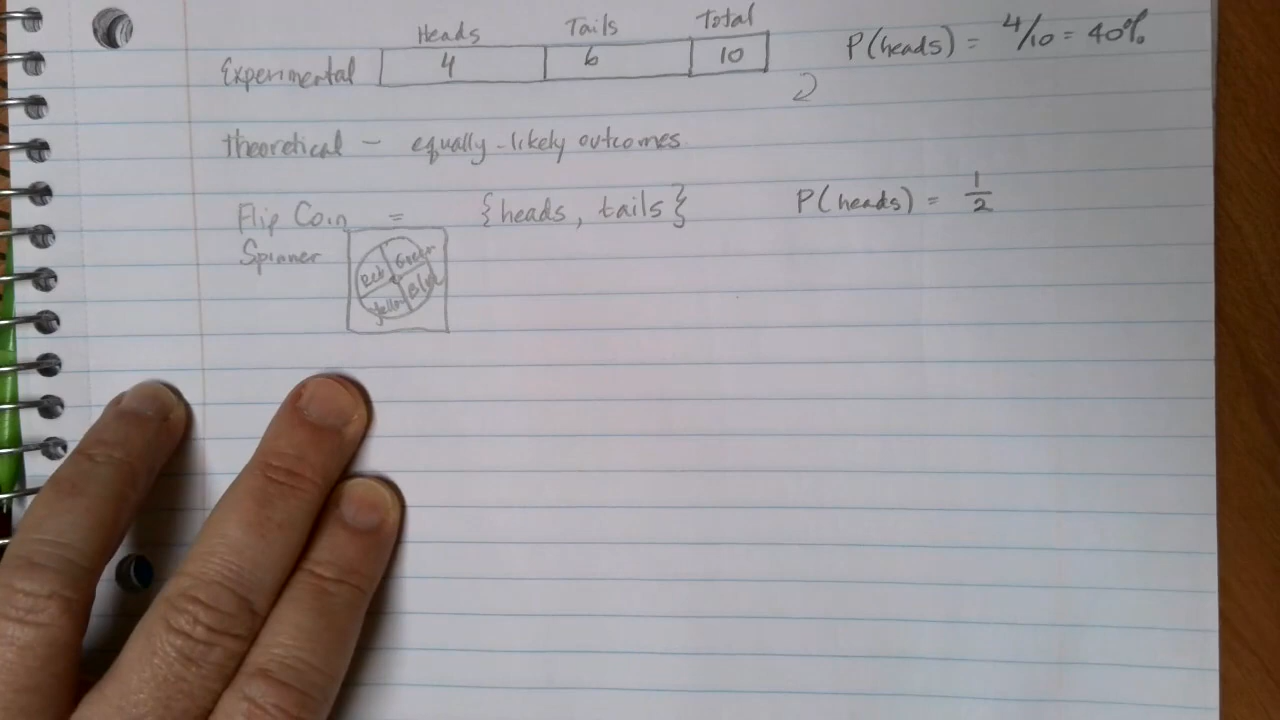 Heads Tails Total
Experimental 4 6 10 P(heads) = 4/10 = 40%
theoretical - equally-likely outcomes.
Flip Coin = {heads, tails} P(heads) = 1/2
Spinner
Red Green
Yellow Blue